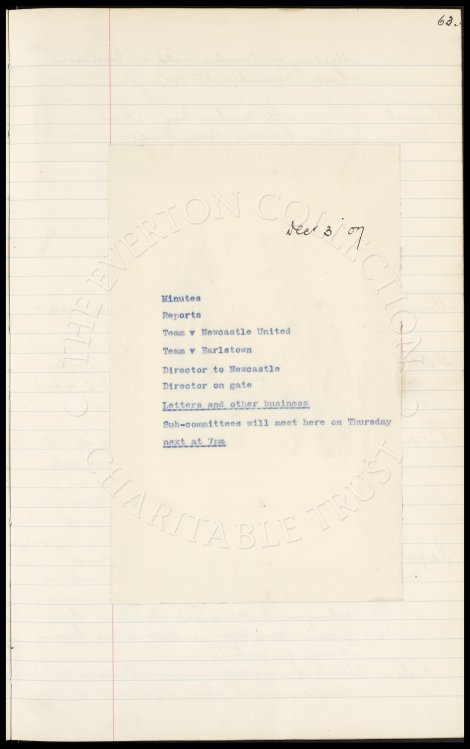 63.
Dec 3 07
Minutes
Reports
Team v Newcastle United
Team v Earlstown
Director to Newcastle
Director on gate
Letters and other business
Sub-committees will meet here on Thursday
next at 7pm
THE EVERTON COLLECTION
CHARITABLE TRUST